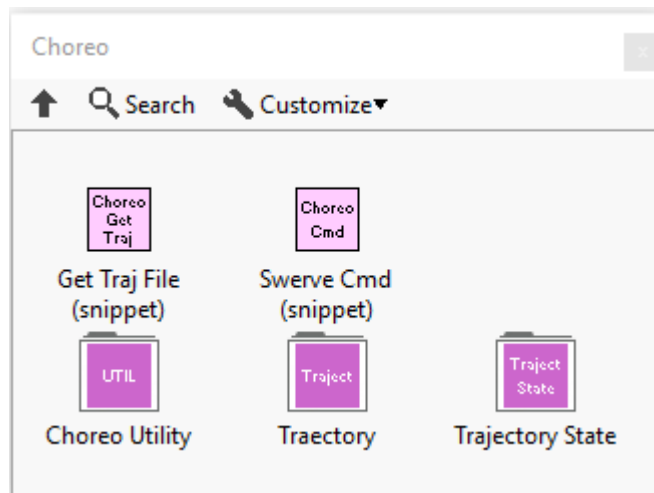 Choreo
x
Search Customize
Choreo
Get
Traj
Choreo
Cmd
Get Traj File
(snippet)
Swerve Cmd
(snippet)
UTIL
Traject
Traject
State
Choreo Utility
Traectory
Trajectory State